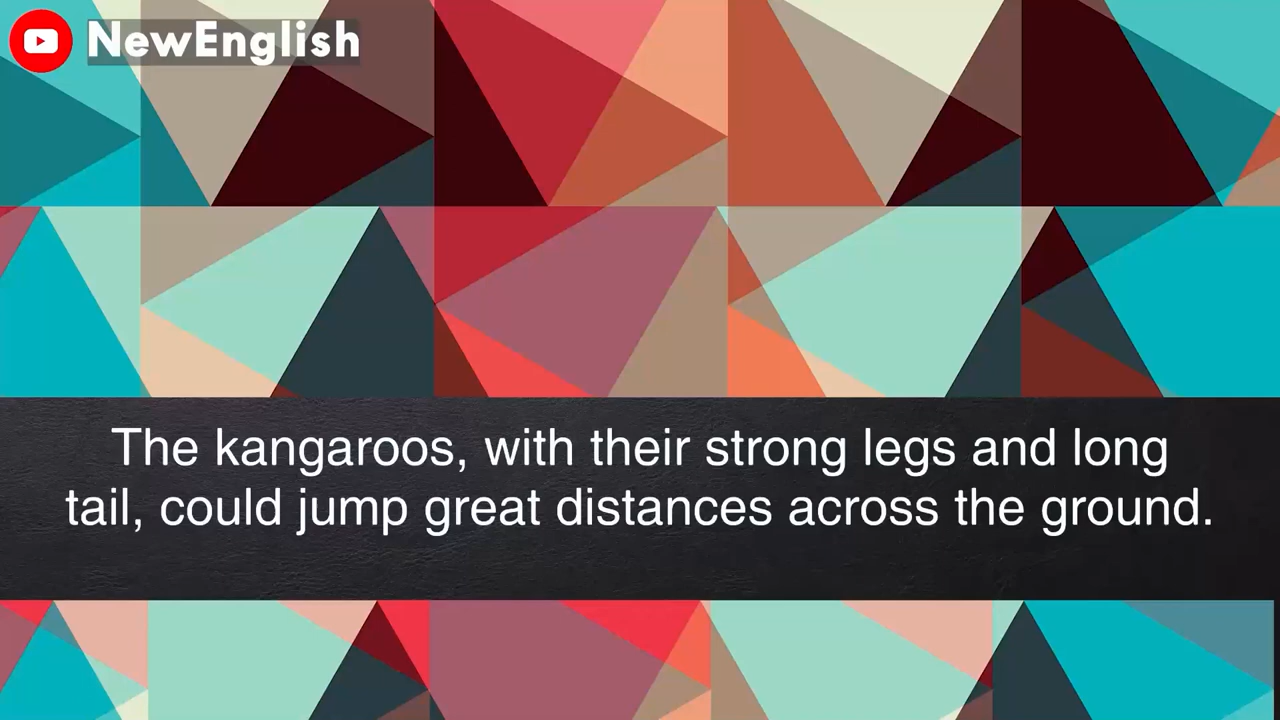 NewEnglish
The kangaroos, with their strong legs and long
tail, could jump great distances across the ground.